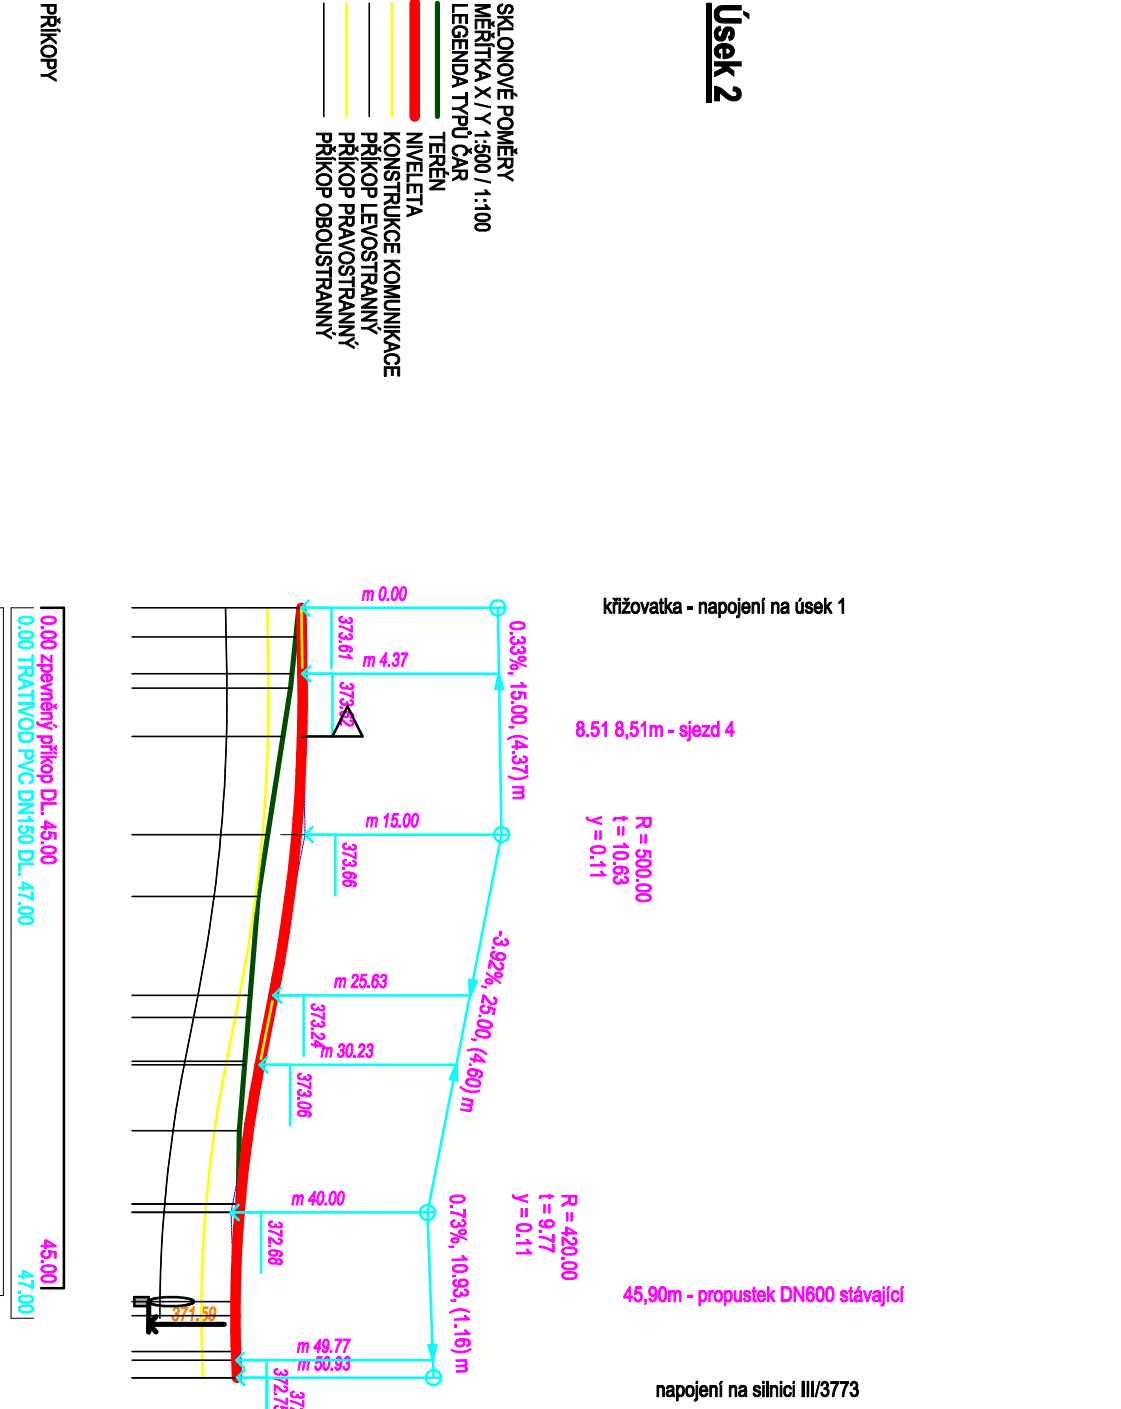 Úsek 2
SKLONOVÉ POMĚRY
MĚŘÍTKA X / Y 1:500 / 1:100
LEGENDA TYPŮ ČAR
TERÉN
NIVELETA
KONSTRUKCE KOMUNIKACE
PŘÍKOP LEVOSTRANNÝ
PŘÍKOP PRAVOSTRANNÝ
PŘÍKOP OBOUSTRANNÝ
PŘÍKOPY
křižovatka - napojení na úsek 1
8.51 8,51m - sjezd 4
45,90m - propustek DN600 stávající
napojení na silnici III/3773
R = 500.00
t = 10.63
y = 0.11
R = 420.00
t = 9.77
y = 0.11
0.33%, 15.00, (4.37) m
-3.92%, 25.00, (4.60) m
0.73%, 10.93, (1.16) m
m 0.00
373.61
m 4.37
373.62
m 15.00
373.66
m 25.63
373.24
m 30.23
373.06
m 40.00
372.68
m 49.77
m 50.93
371.59
0.00 zpevněný příkop DL. 45.00
45.00
0.00 TRATIVOD PVC DN150 DL. 47.00
47.00